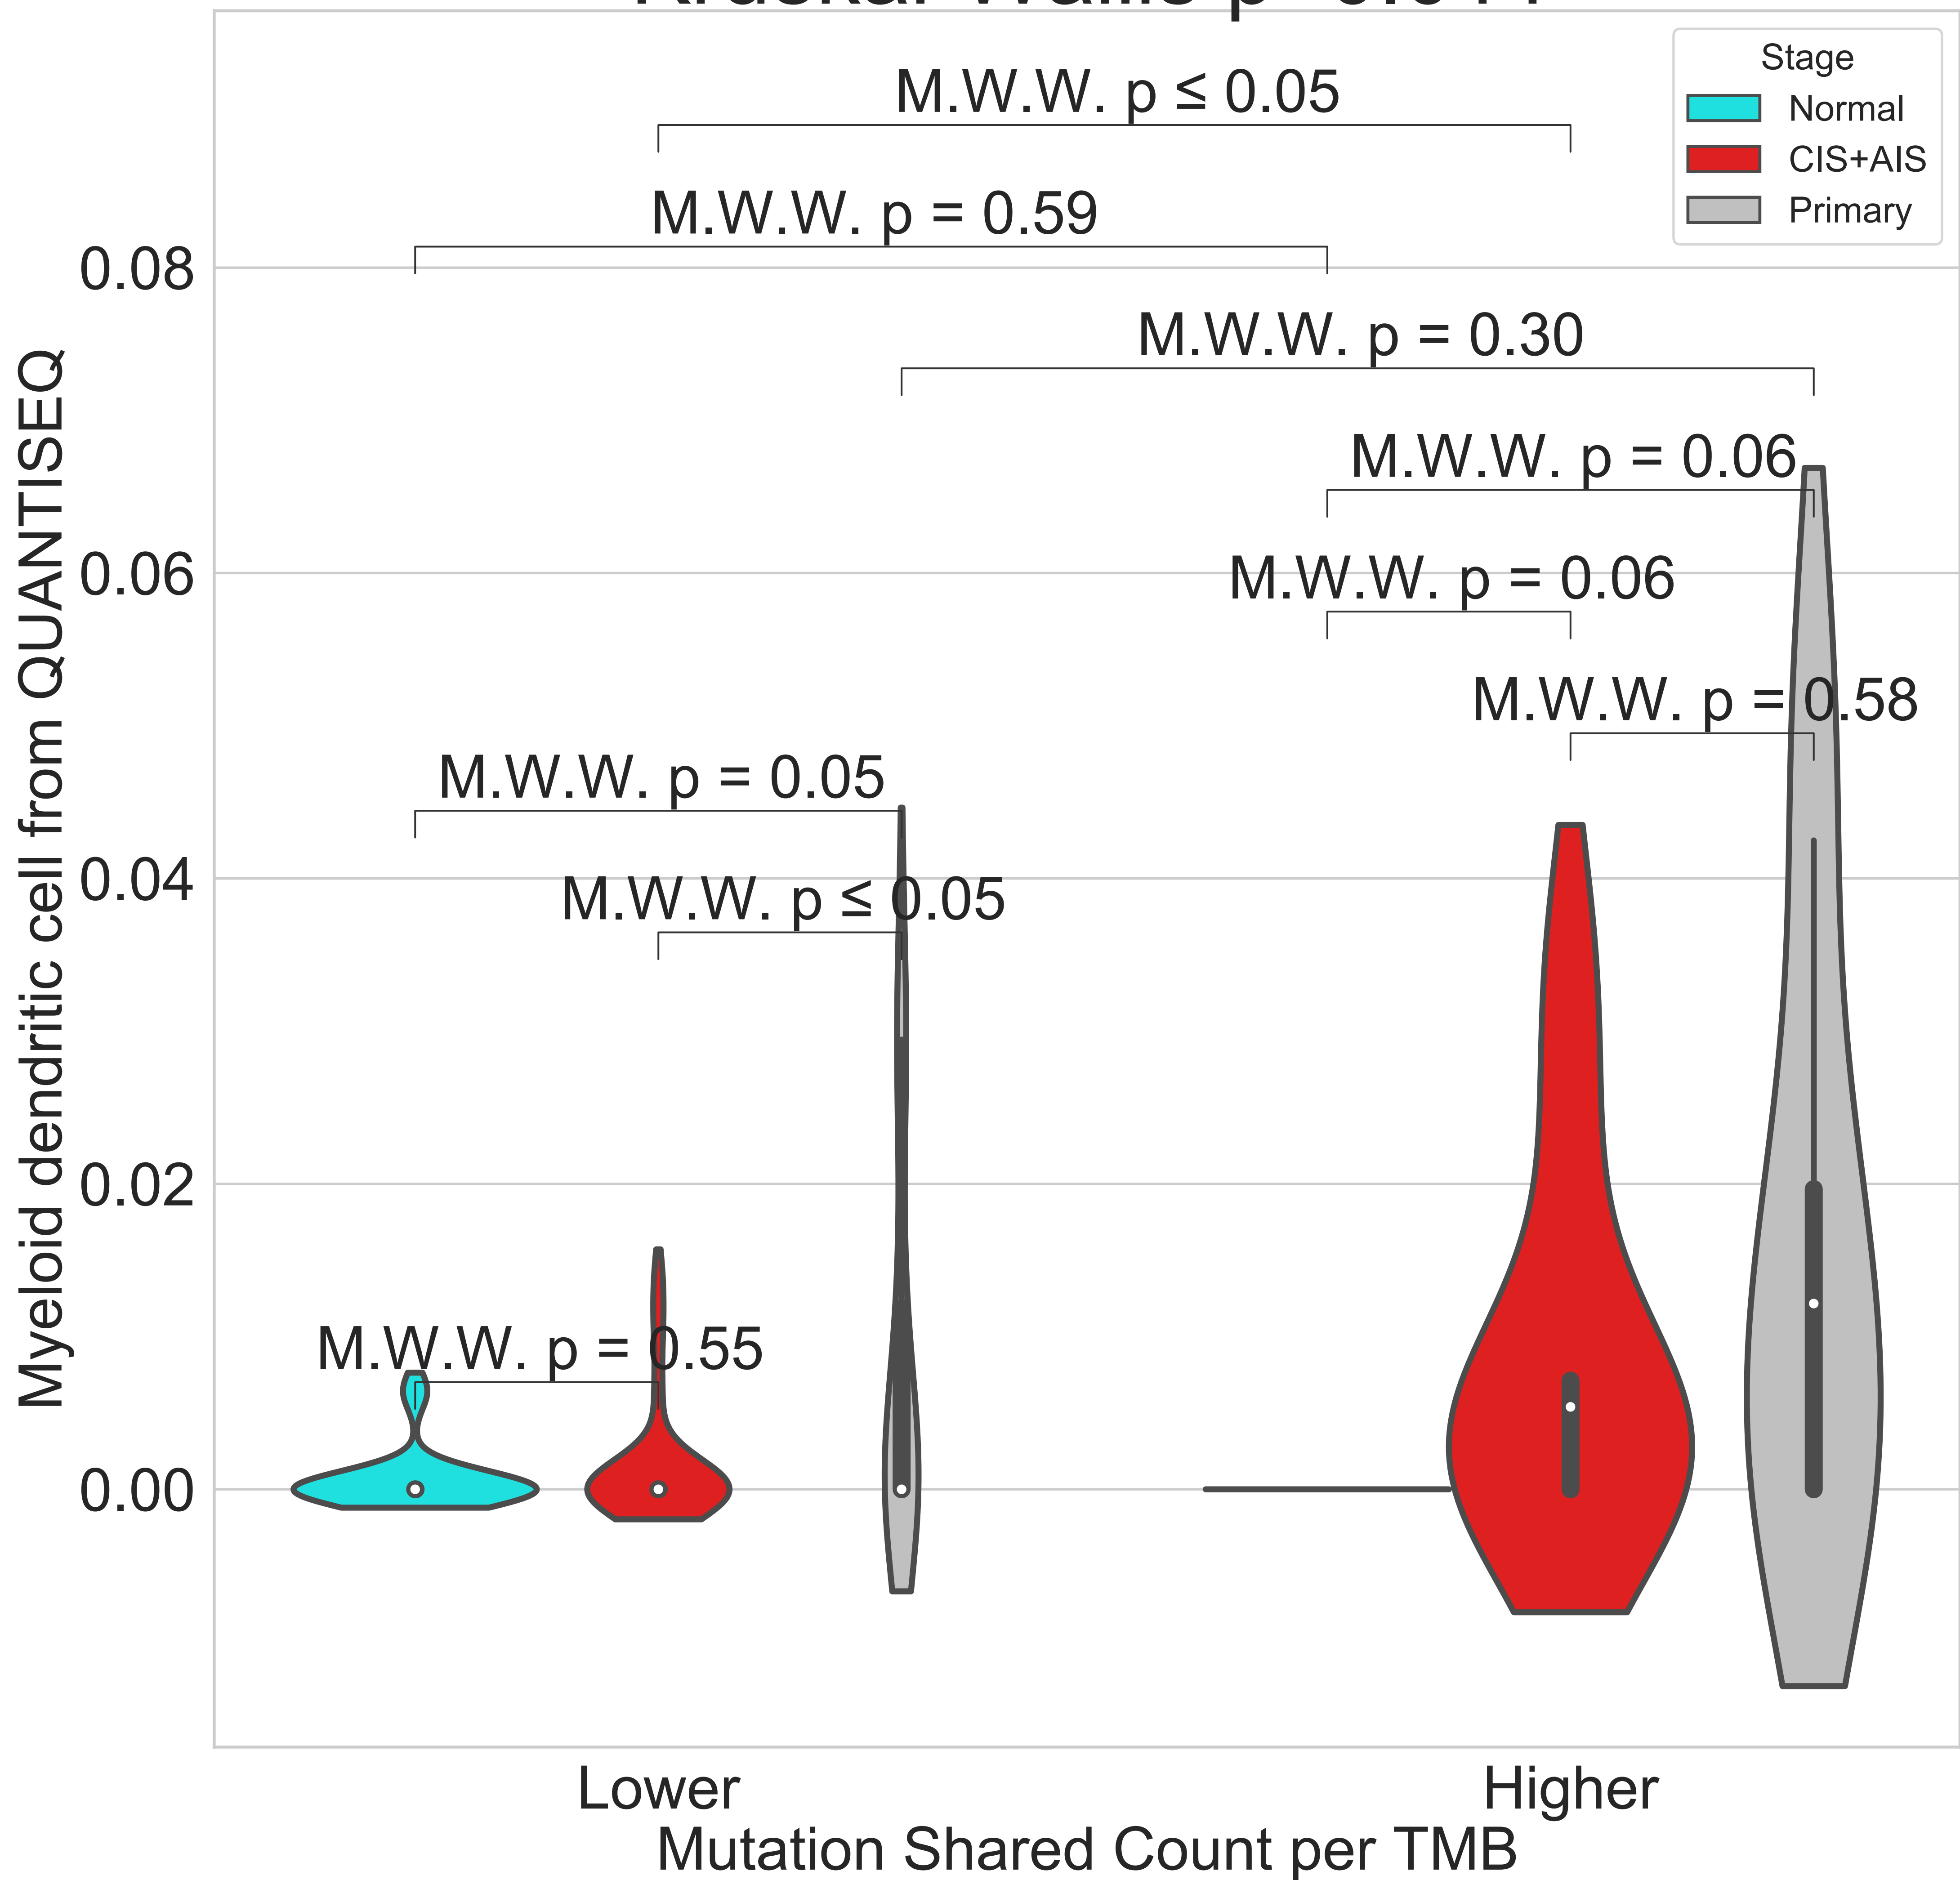 Stage
Normal
CIS+AIS
Primary
M.W.W. p ≤ 0.05
M.W.W. p = 0.59
M.W.W. p = 0.30
M.W.W. p = 0.06
M.W.W. p = 0.06
M.W.W. p = 0.58
M.W.W. p = 0.05
M.W.W. p ≤ 0.05
M.W.W. p = 0.55
0.08
0.06
0.04
0.02
0.00
Myeloid dendritic cell from QUANTISEQ
Lower
Higher
Mutation Shared Count per TMB